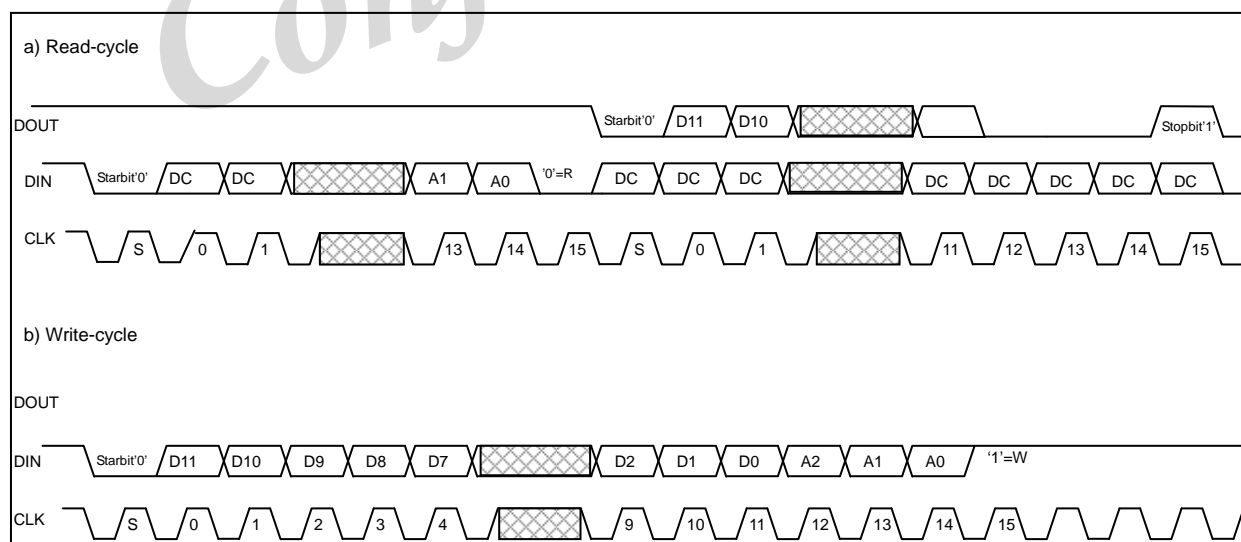 Conf
a) Read-cycle
DOUT Starbit'0' D11 D10 Stopbit'1'
DIN Starbit'0' DC DC A1 A0 '0'=R DC DC DC DC DC DC DC DC
CLK S 0 1 13 14 15 S 0 1 11 12 13 14 15
b) Write-cycle
DOUT
DIN Starbit'0' D11 D10 D9 D8 D7 D2 D1 D0 A2 A1 A0 '1'=W
CLK S 0 1 2 3 4 9 10 11 12 13 14 15